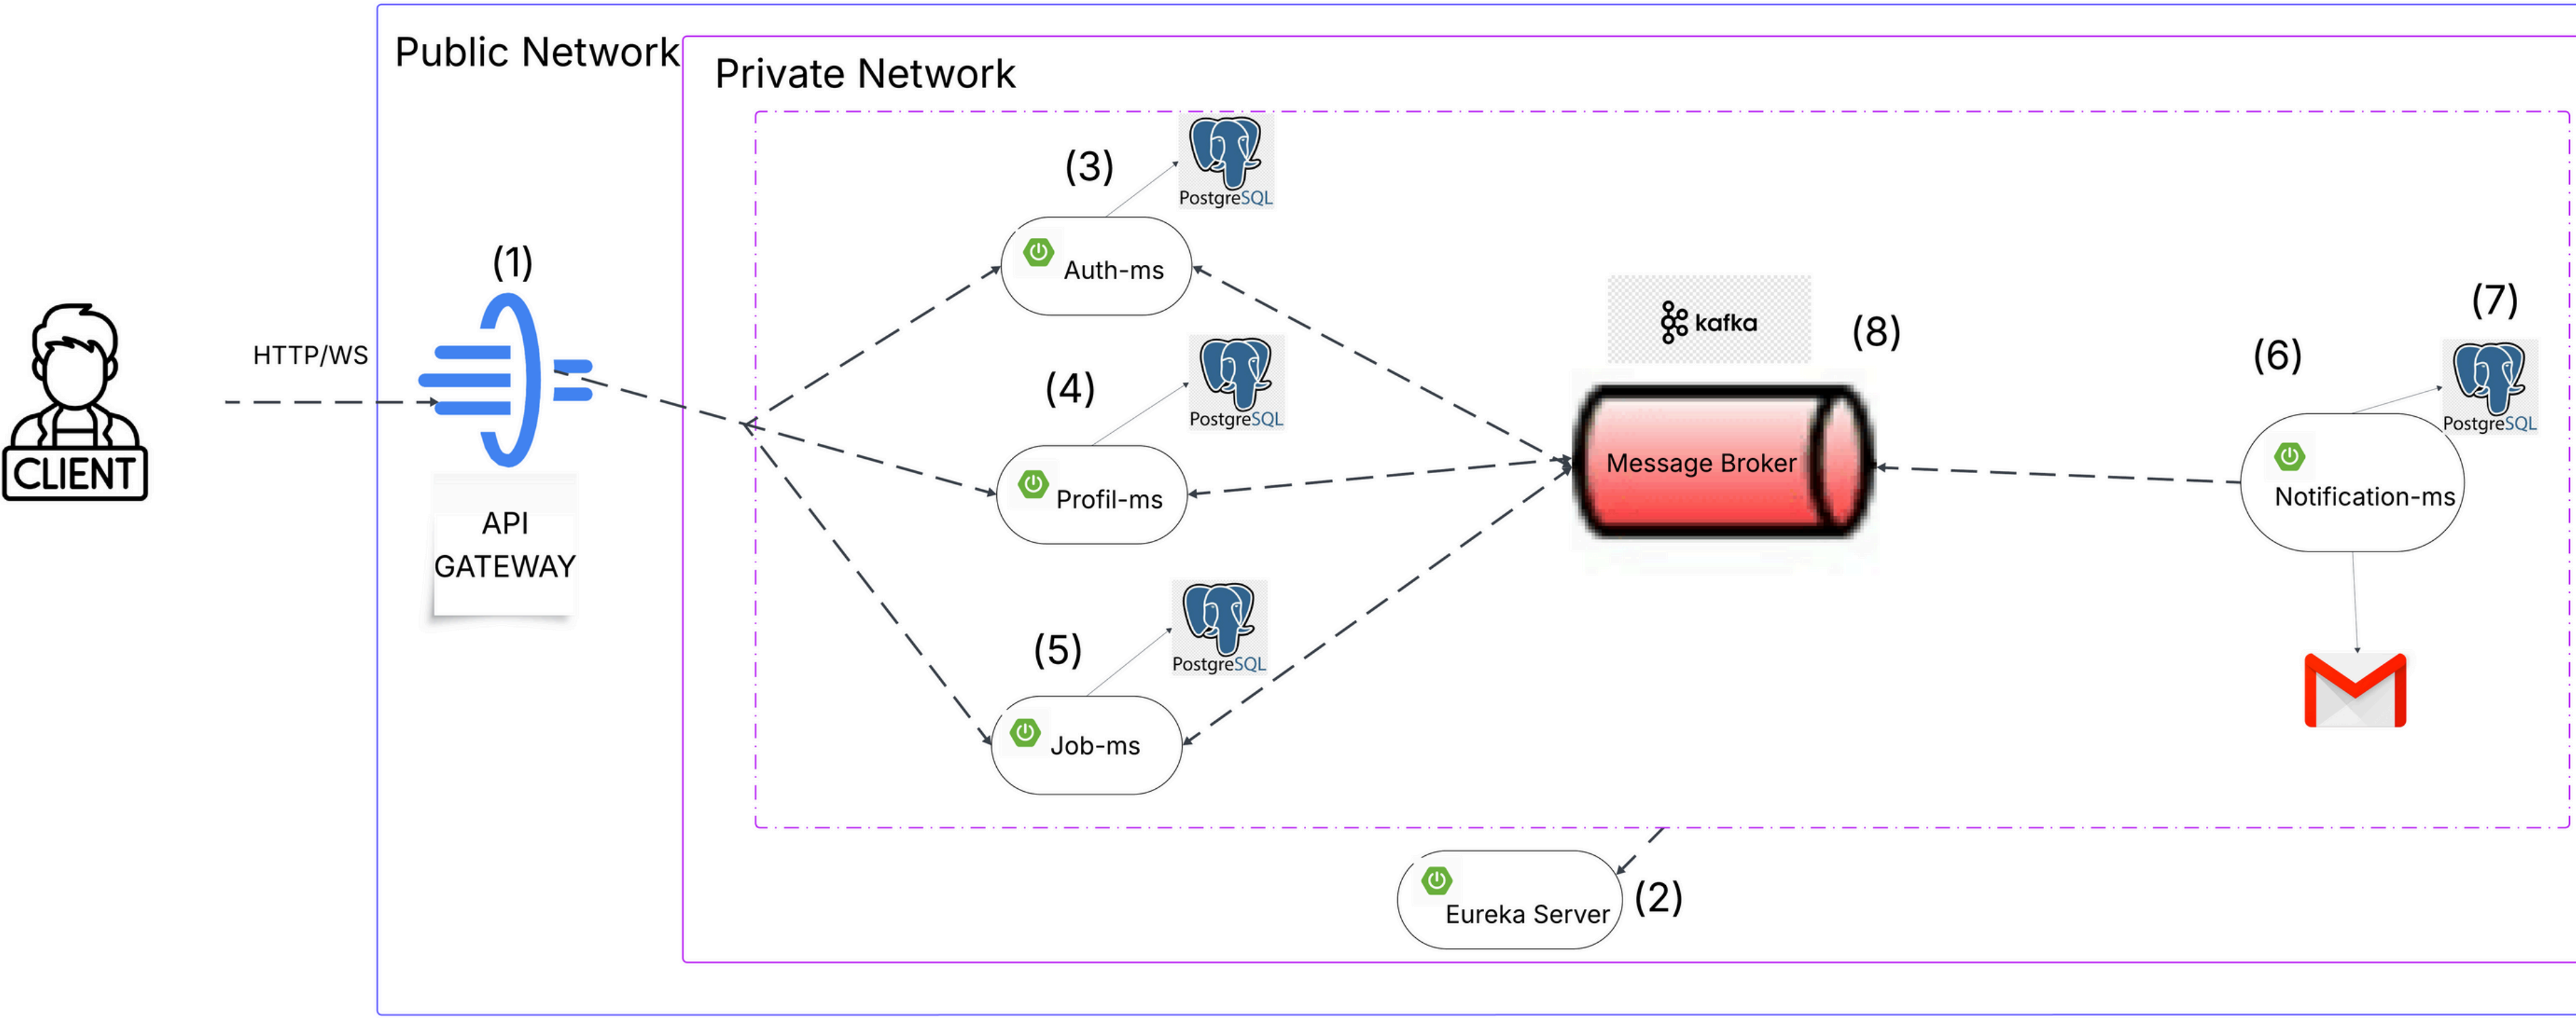 Public Network
Private Network
(3)
PostgreSQL
Auth-ms
(1)
HTTP/WS
CLIENT
API
GATEWAY
(4)
PostgreSQL
Profil-ms
(5)
PostgreSQL
Job-ms
kafka
(8)
Message Broker
(7)
(6)
PostgreSQL
Notification-ms
Eureka Server
(2)